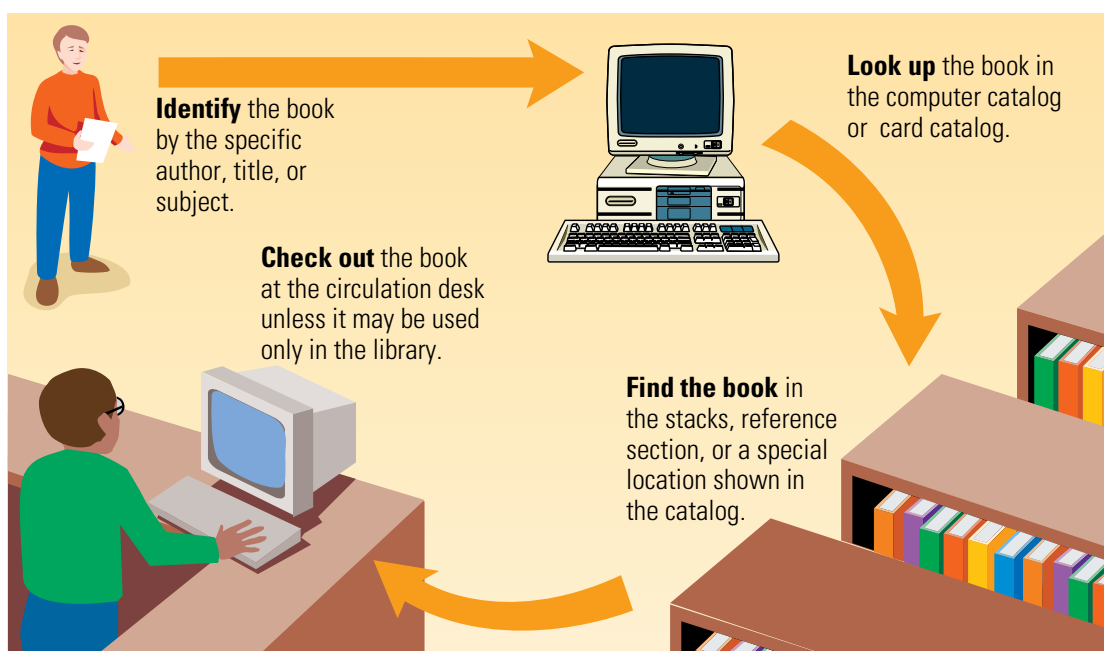 Identify the book
by the specific
author, title, or
subject.
Look up the book in
the computer catalog
or card catalog.
Find the book in
the stacks, reference
section, or a special
location shown in
the catalog.
Check out the book
at the circulation desk
unless it may be used
only in the library.